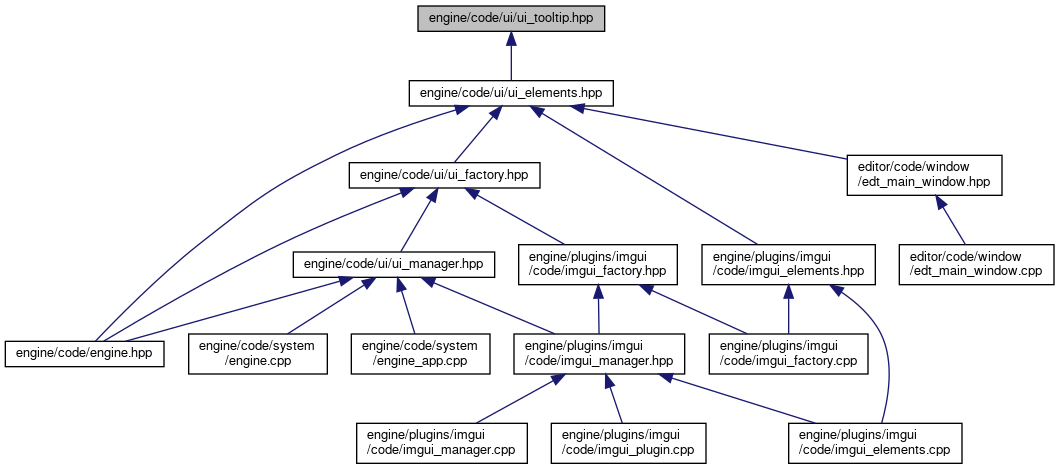 engine/code/ui/ui_tooltip.hpp
engine/code/ui/ui_elements.hpp
editor/code/window
/edt_main_window.hpp
engine/code/ui/ui_factory.hpp
engine/code/ui/ui_manager.hpp
engine/plugins/imgui
/code/imgui_factory.hpp
engine/plugins/imgui
/code/imgui_elements.hpp
editor/code/window
/edt_main_window.cpp
engine/code/engine.hpp
engine/code/system
/engine.cpp
engine/code/system
/engine_app.cpp
engine/plugins/imgui
/code/imgui_manager.hpp
engine/plugins/imgui
/code/imgui_factory.cpp
engine/plugins/imgui
/code/imgui_manager.cpp
engine/plugins/imgui
/code/imgui_plugin.cpp
engine/plugins/imgui
/code/imgui_elements.cpp